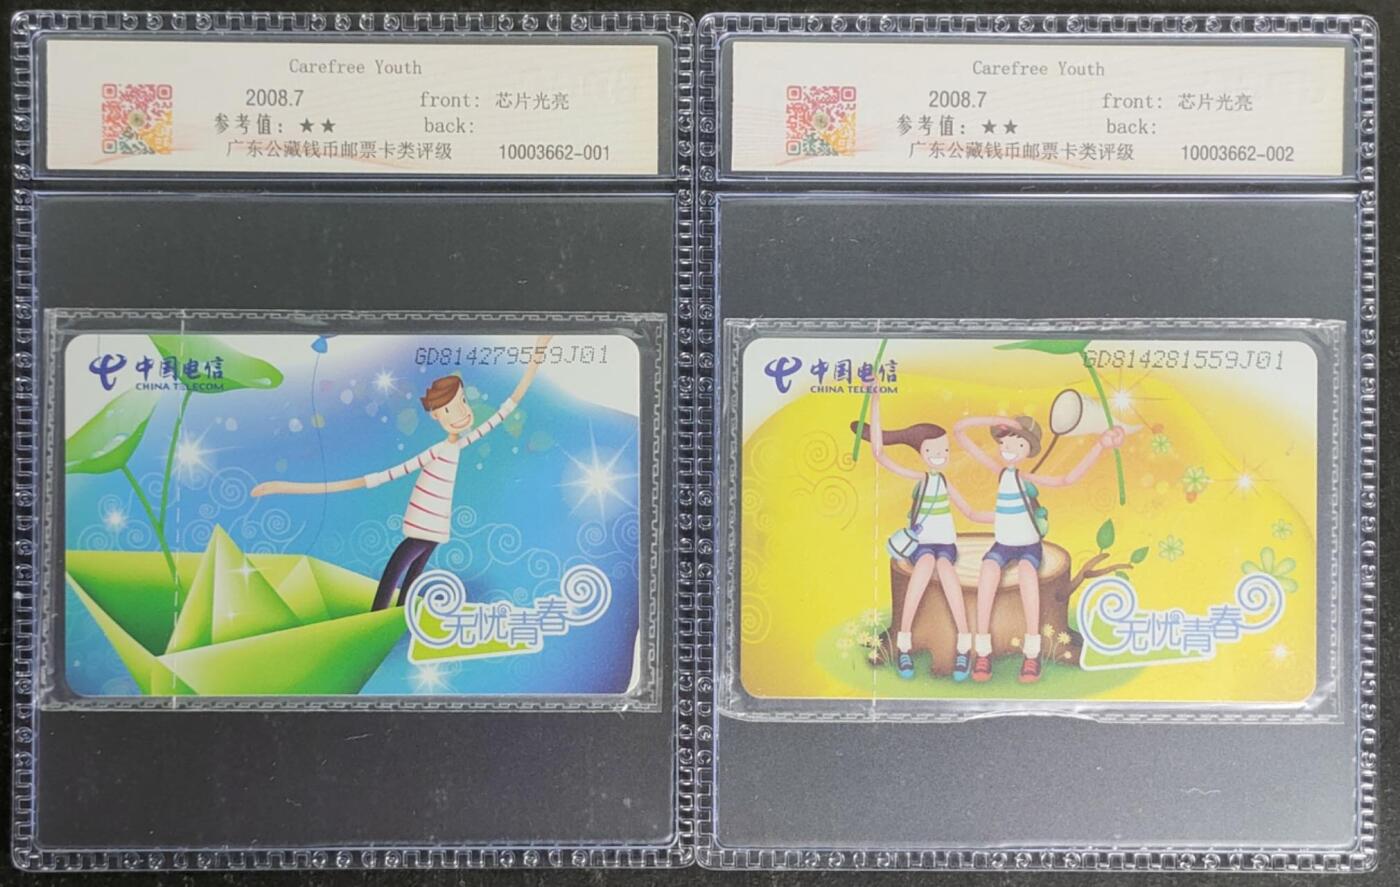 Carefree Youth
2008.7 front: 芯片光亮
参考值: ★★ back:
广东公藏钱币邮票卡类评级 10003662-001
Carefree Youth
2008.7 front: 芯片光亮
参考值: ★★ back:
广东公藏钱币邮票卡类评级 10003662-002
中国电信
CHINA TELECOM
GD814279559J01
无忧青春
中国电信
CHINA TELECOM
GD814281559J01
无忧青春